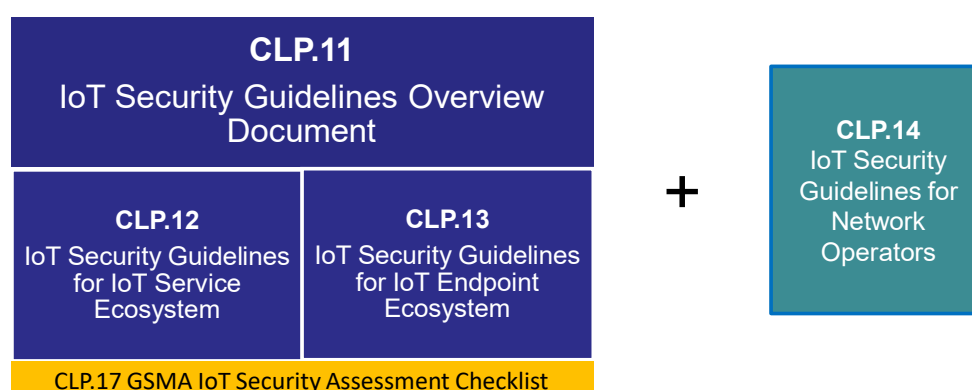 CLP.11
IoT Security Guidelines Overview
Document
CLP.12
IoT Security Guidelines
for IoT Service
Ecosystem
CLP.13
IoT Security Guidelines
for IoT Endpoint
Ecosystem
CLP.17 GSMA IoT Security Assessment Checklist
+
CLP.14
IoT Security
Guidelines for
Network
Operators